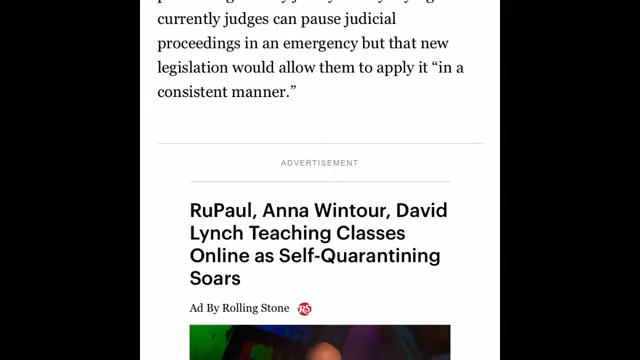 currently judges can pause judicial
proceedings in an emergency but that new
legislation would allow them to apply it “in a
consistent manner.”
ADVERTISEMENT
RuPaul, Anna Wintour, David
Lynch Teaching Classes
Online as Self-Quarantining
Soars
Ad By Rolling Stone RS